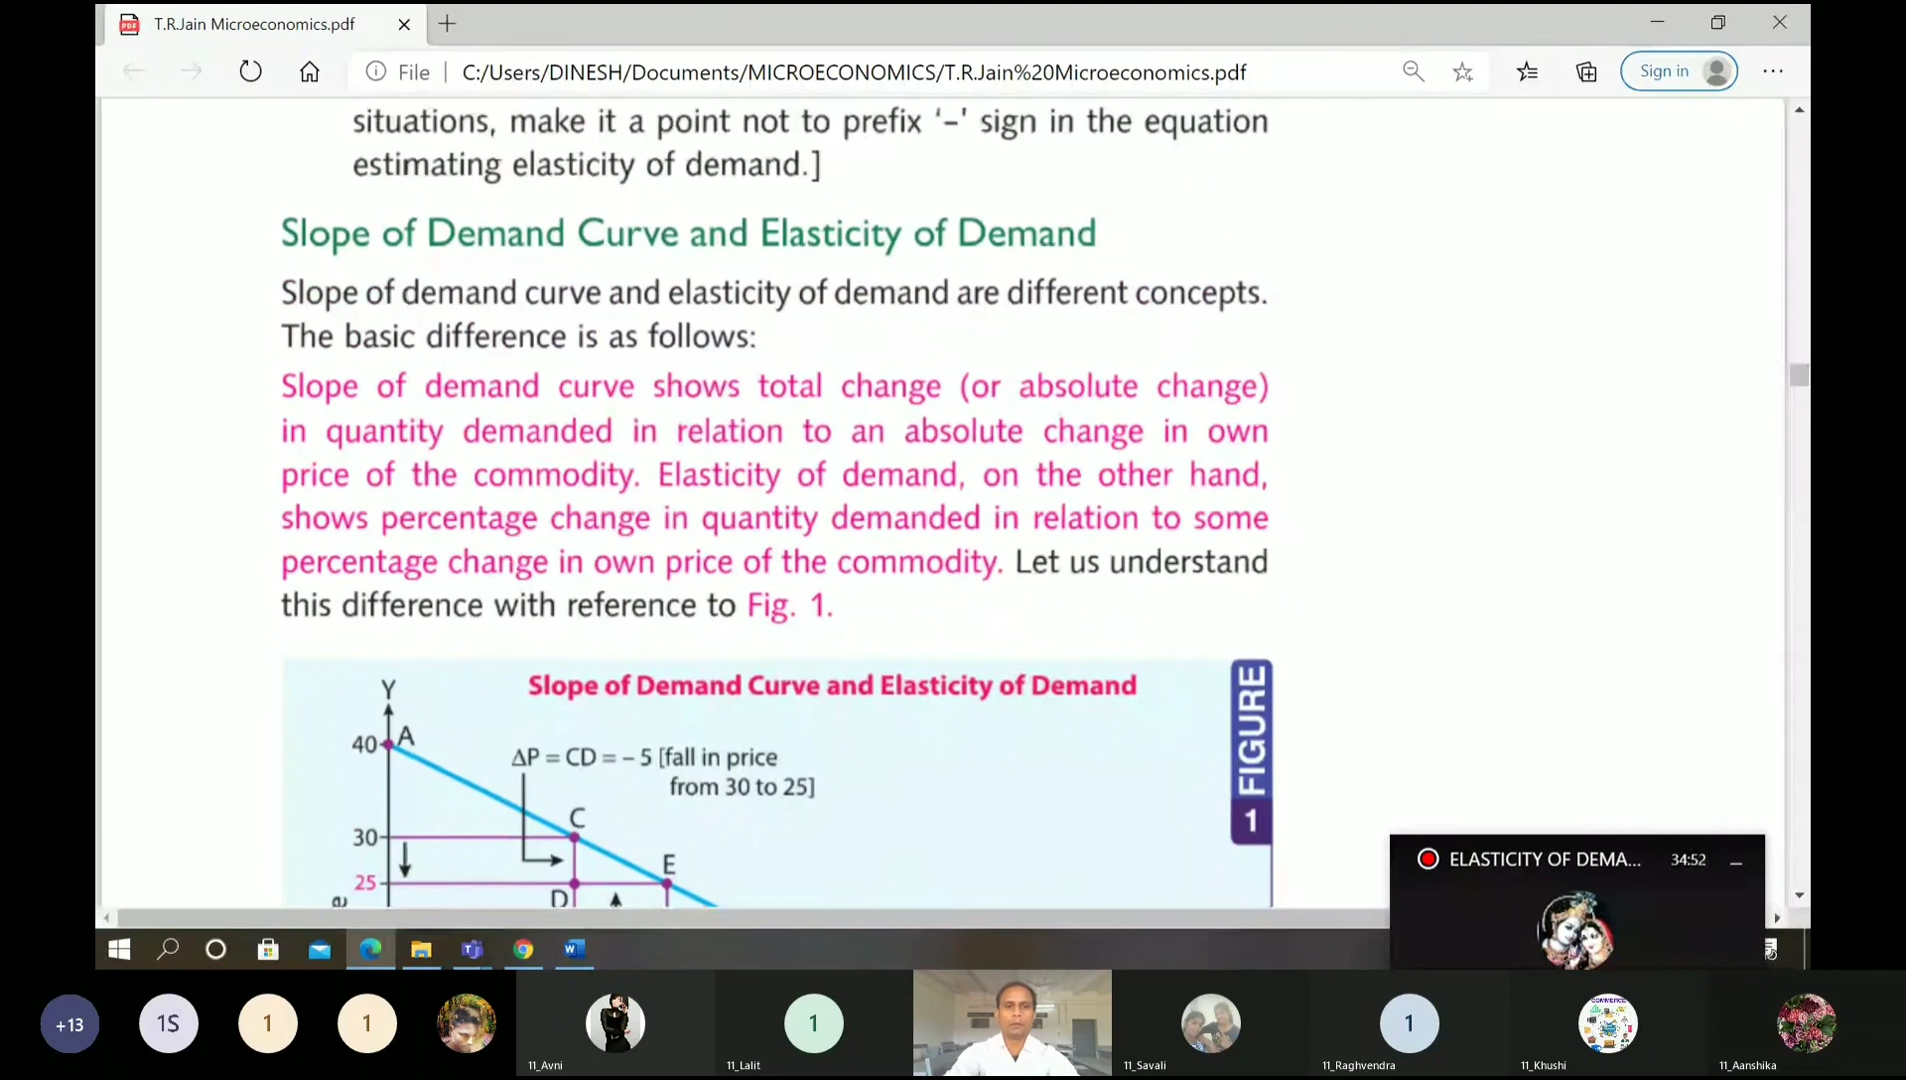 T.R.Jain Microeconomics.pdf
File
C:/Users/DINESH/Documents/MICROECONOMICS/T.R.Jain%20Microeconomics.pdf
Sign in
situations, make it a point not to prefix ‘–’ sign in the equation
estimating elasticity of demand.]
Slope of Demand Curve and Elasticity of Demand
Slope of demand curve and elasticity of demand are different concepts.
The basic difference is as follows:
Slope of demand curve shows total change (or absolute change)
in quantity demanded in relation to an absolute change in own
price of the commodity. Elasticity of demand, on the other hand,
shows percentage change in quantity demanded in relation to some
percentage change in own price of the commodity. Let us understand
this difference with reference to Fig. 1.
Slope of Demand Curve and Elasticity of Demand
FIGURE
1
Y
40
A
ΔP = CD = – 5 [fall in price
from 30 to 25]
C
30
E
25
D
ELASTICITY OF DEMA...
34:52
+13
1S
1
1
11_Avni
1
11_Lalit
11_Savali
1
11_Raghvendra
COMMERCE
11_Khushi
11_Aanshika